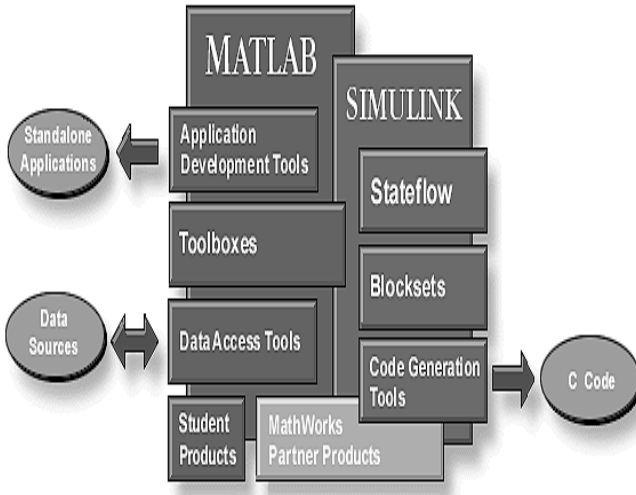 MATLAB
SIMULINK
Standalone
Applications
Application
Development Tools
Stateflow
Toolboxes
Blocksets
Data
Sources
Data Access Tools
Code Generation
Tools
C Code
Student
Products
MathWorks
Partner Products